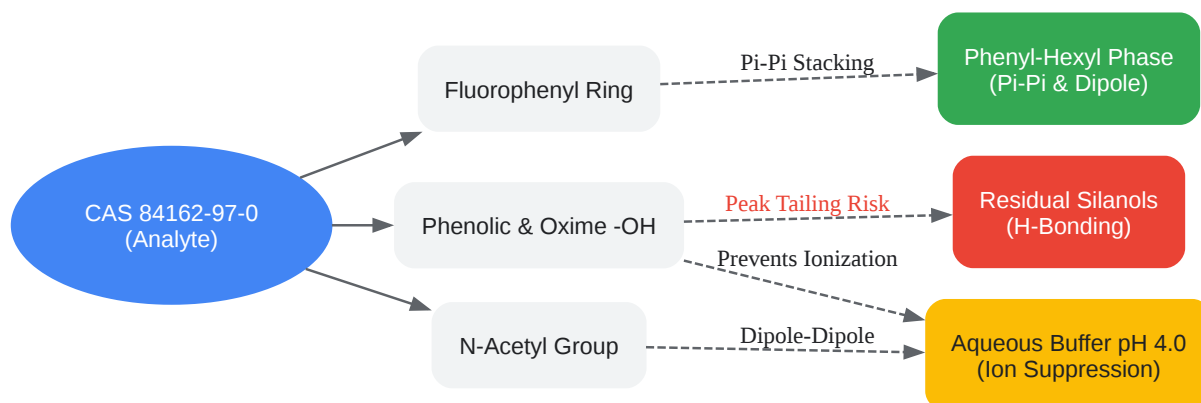 Pi-Pi Stacking
Phenyl-Hexyl Phase
(Pi-Pi & Dipole)
Fluorophenyl Ring
CAS 84162-97-0
(Analyte)
Phenolic & Oxime -OH
Peak Tailing Risk
Residual Silanols
(H-Bonding)
Prevents Ionization
N-Acetyl Group
Dipole-Dipole
Aqueous Buffer pH 4.0
(Ion Suppression)